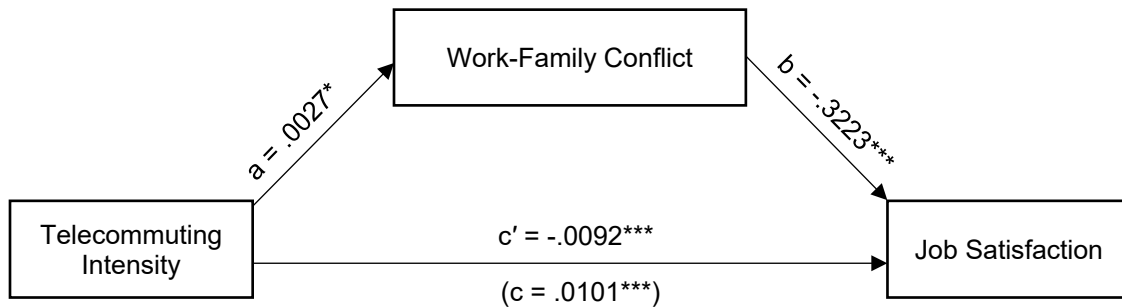 Work-Family Conflict
a = .0027*
b = -.3223***
Telecommuting
Intensity
c′ = -.0092***
(c = .0101***)
Job Satisfaction